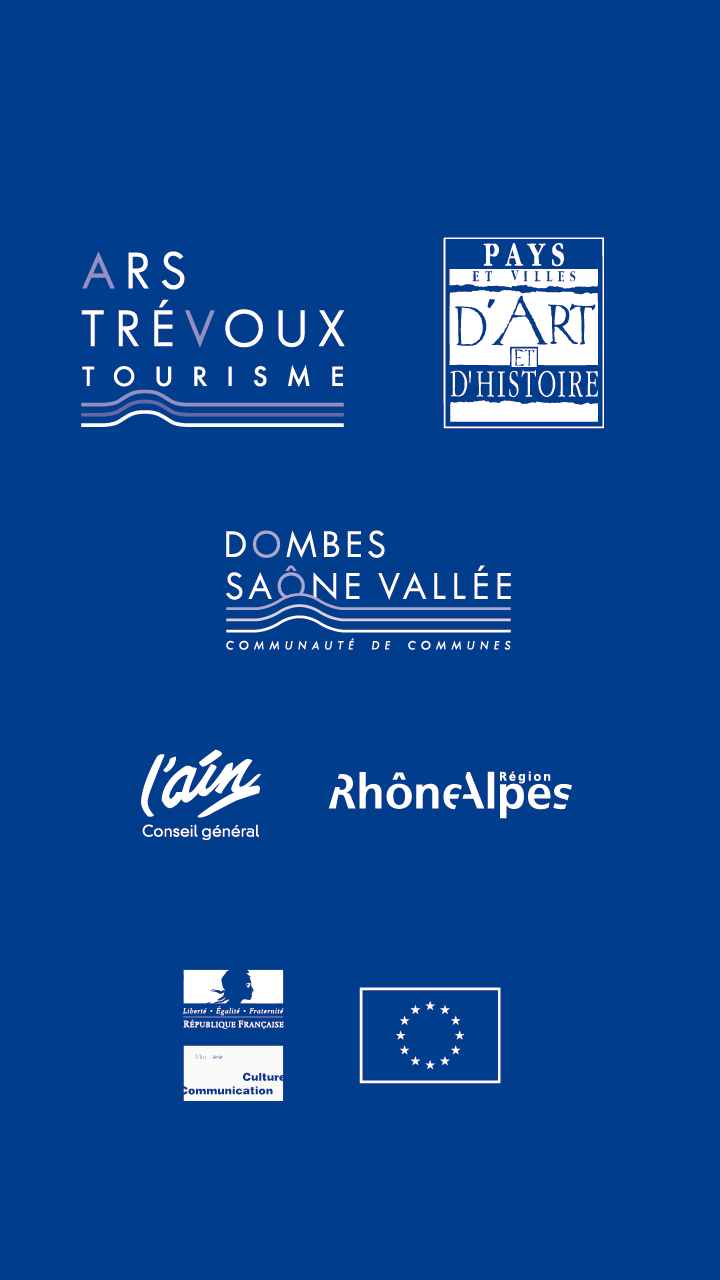 ARS
TRÉVOUX
TOURISME
PAYS
ET VILLES
D'ART
ET
D'HISTOIRE
DOMBES
SAÔNE VALLÉE
COMMUNAUTÉ DE COMMUNES
l'ain
Conseil général
Région
RhôneAlpes
Liberté • Égalité • Fraternité
RÉPUBLIQUE FRANÇAISE
Culture
Communication